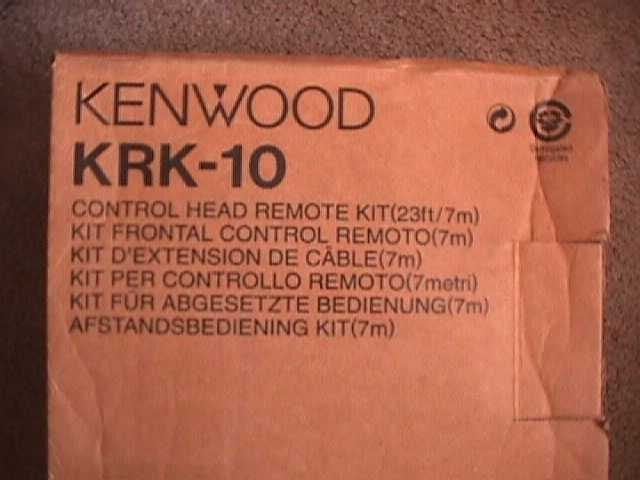 KENWOOD
KRK-10
CONTROL HEAD REMOTE KIT(23ft/7m)
KIT FRONTAL CONTROL REMOTO(7m)
KIT D'EXTENSION DE CÂBLE(7m)
KIT PER CONTROLLO REMOTO(7metri)
KIT FÜR ABGESETZTE BEDIENUNG(7m)
AFSTANDSBEDIENING KIT(7m)